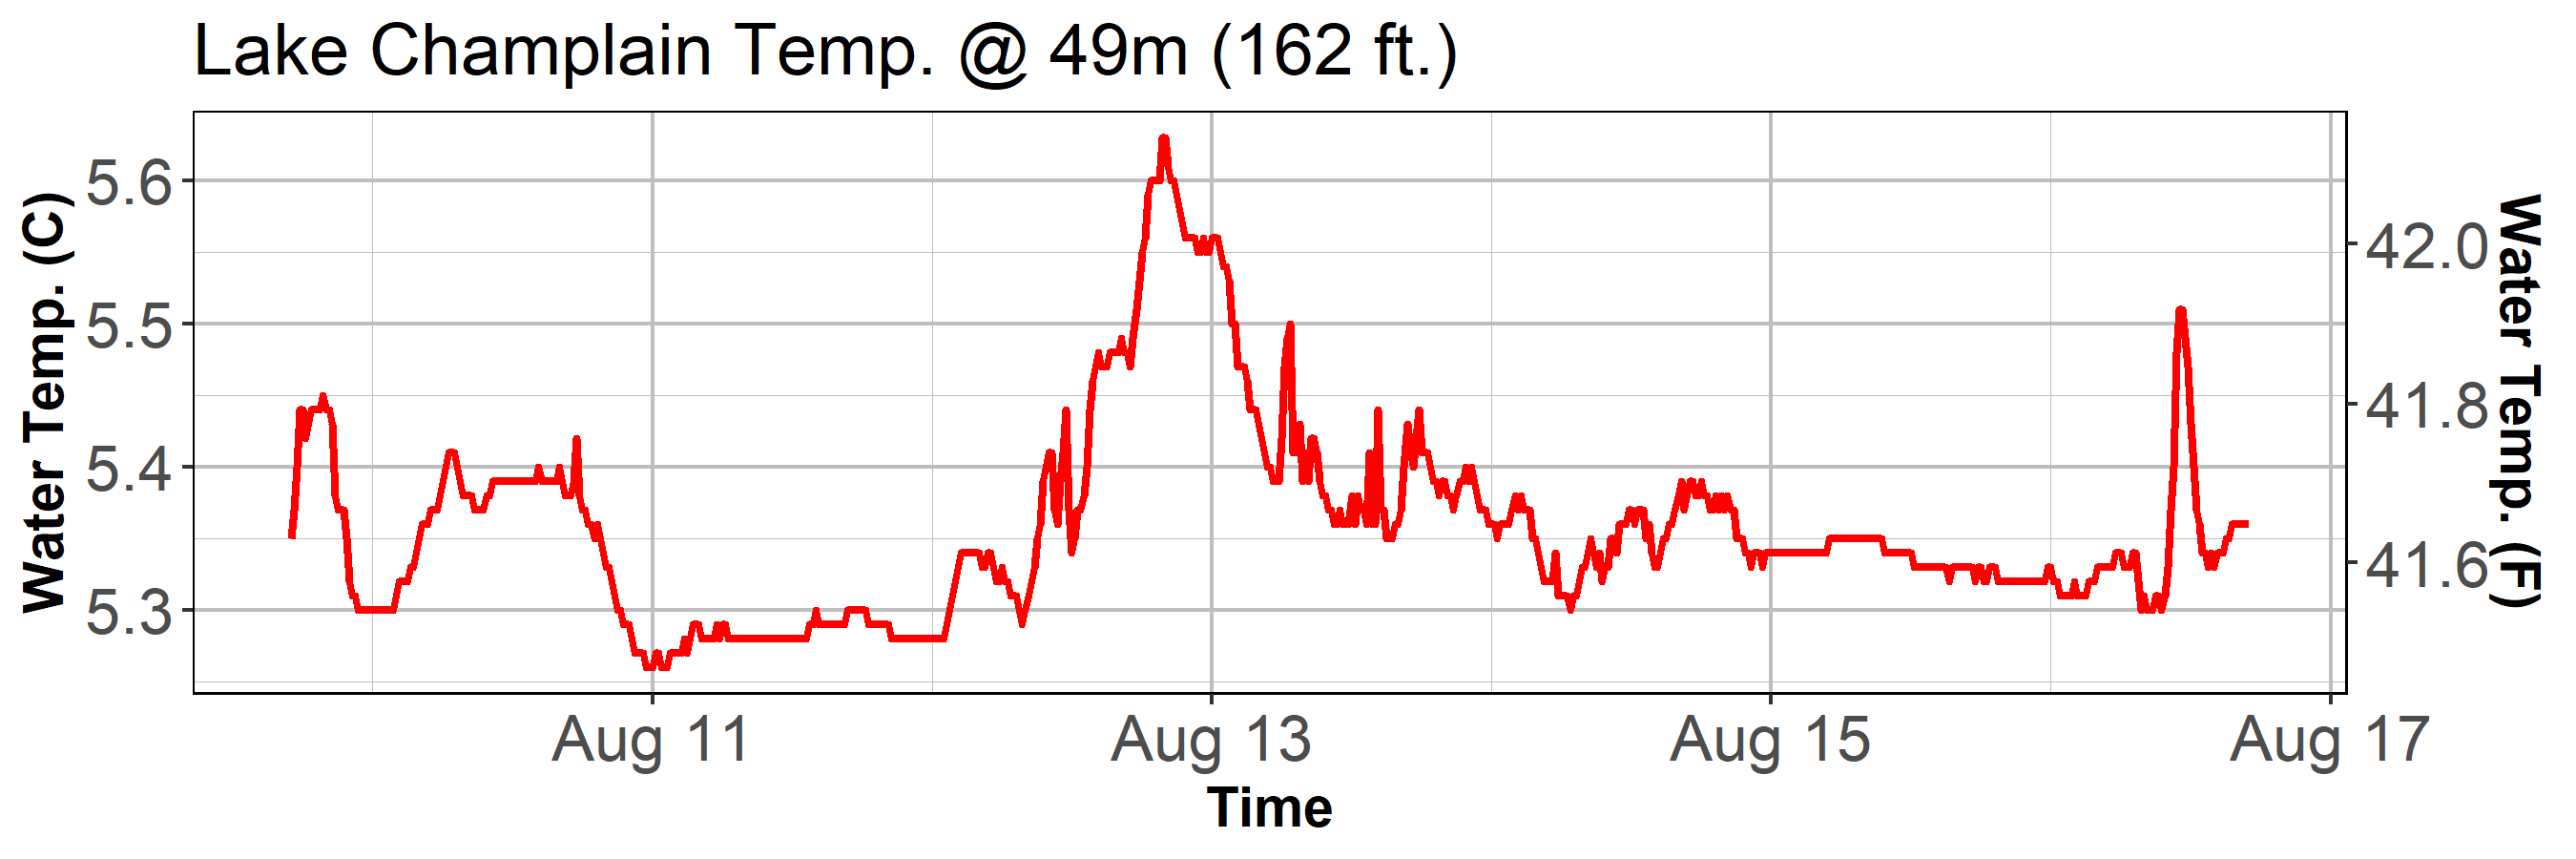 Lake Champlain Temp. @ 49m (162 ft.)
Water Temp. (C)
5.6
5.5
5.4
5.3
42.0
41.8
41.6
Water Temp. (F)
Aug 11
Aug 13
Aug 15
Aug 17
Time